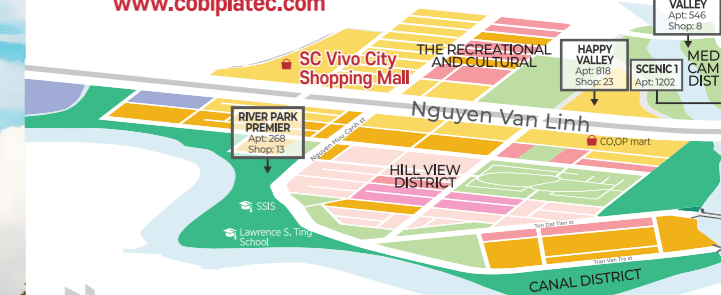 www.cobiplatec.com
VALLEY
Apt: 546
Shop: 8
SC Vivo City
Shopping Mall
THE RECREATIONAL
AND CULTURAL
HAPPY
VALLEY
Apt: 818
Shop: 23
SCENIC 1
Apt: 1202
MED
CAM
DIST
RIVER PARK
PREMIER
Apt: 268
Shop: 13
Nguyen Van Linh
Nguyen Huu Canh st
CO,OP mart
HILL VIEW
DISTRICT
SSIS
Lawrence S. Ting
School
Ton Dat Tien st
Tran Van Tra st
CANAL DISTRICT